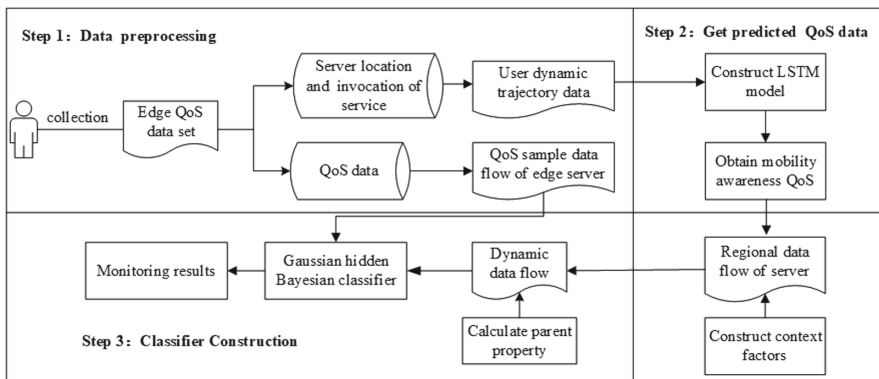 Step 1：Data preprocessing
Step 2：Get predicted QoS data
Server location
and invocation of
service
User dynamic
trajectory data
Construct LSTM
model
collection
Edge QoS
data set
QoS data
QoS sample data
flow of edge server
Obtain mobility
awareness QoS
Monitoring results
Gaussian hidden
Bayesian classifier
Dynamic
data flow
Regional data
flow of server
Step 3：Classifier Construction
Calculate parent
property
Construct context
factors